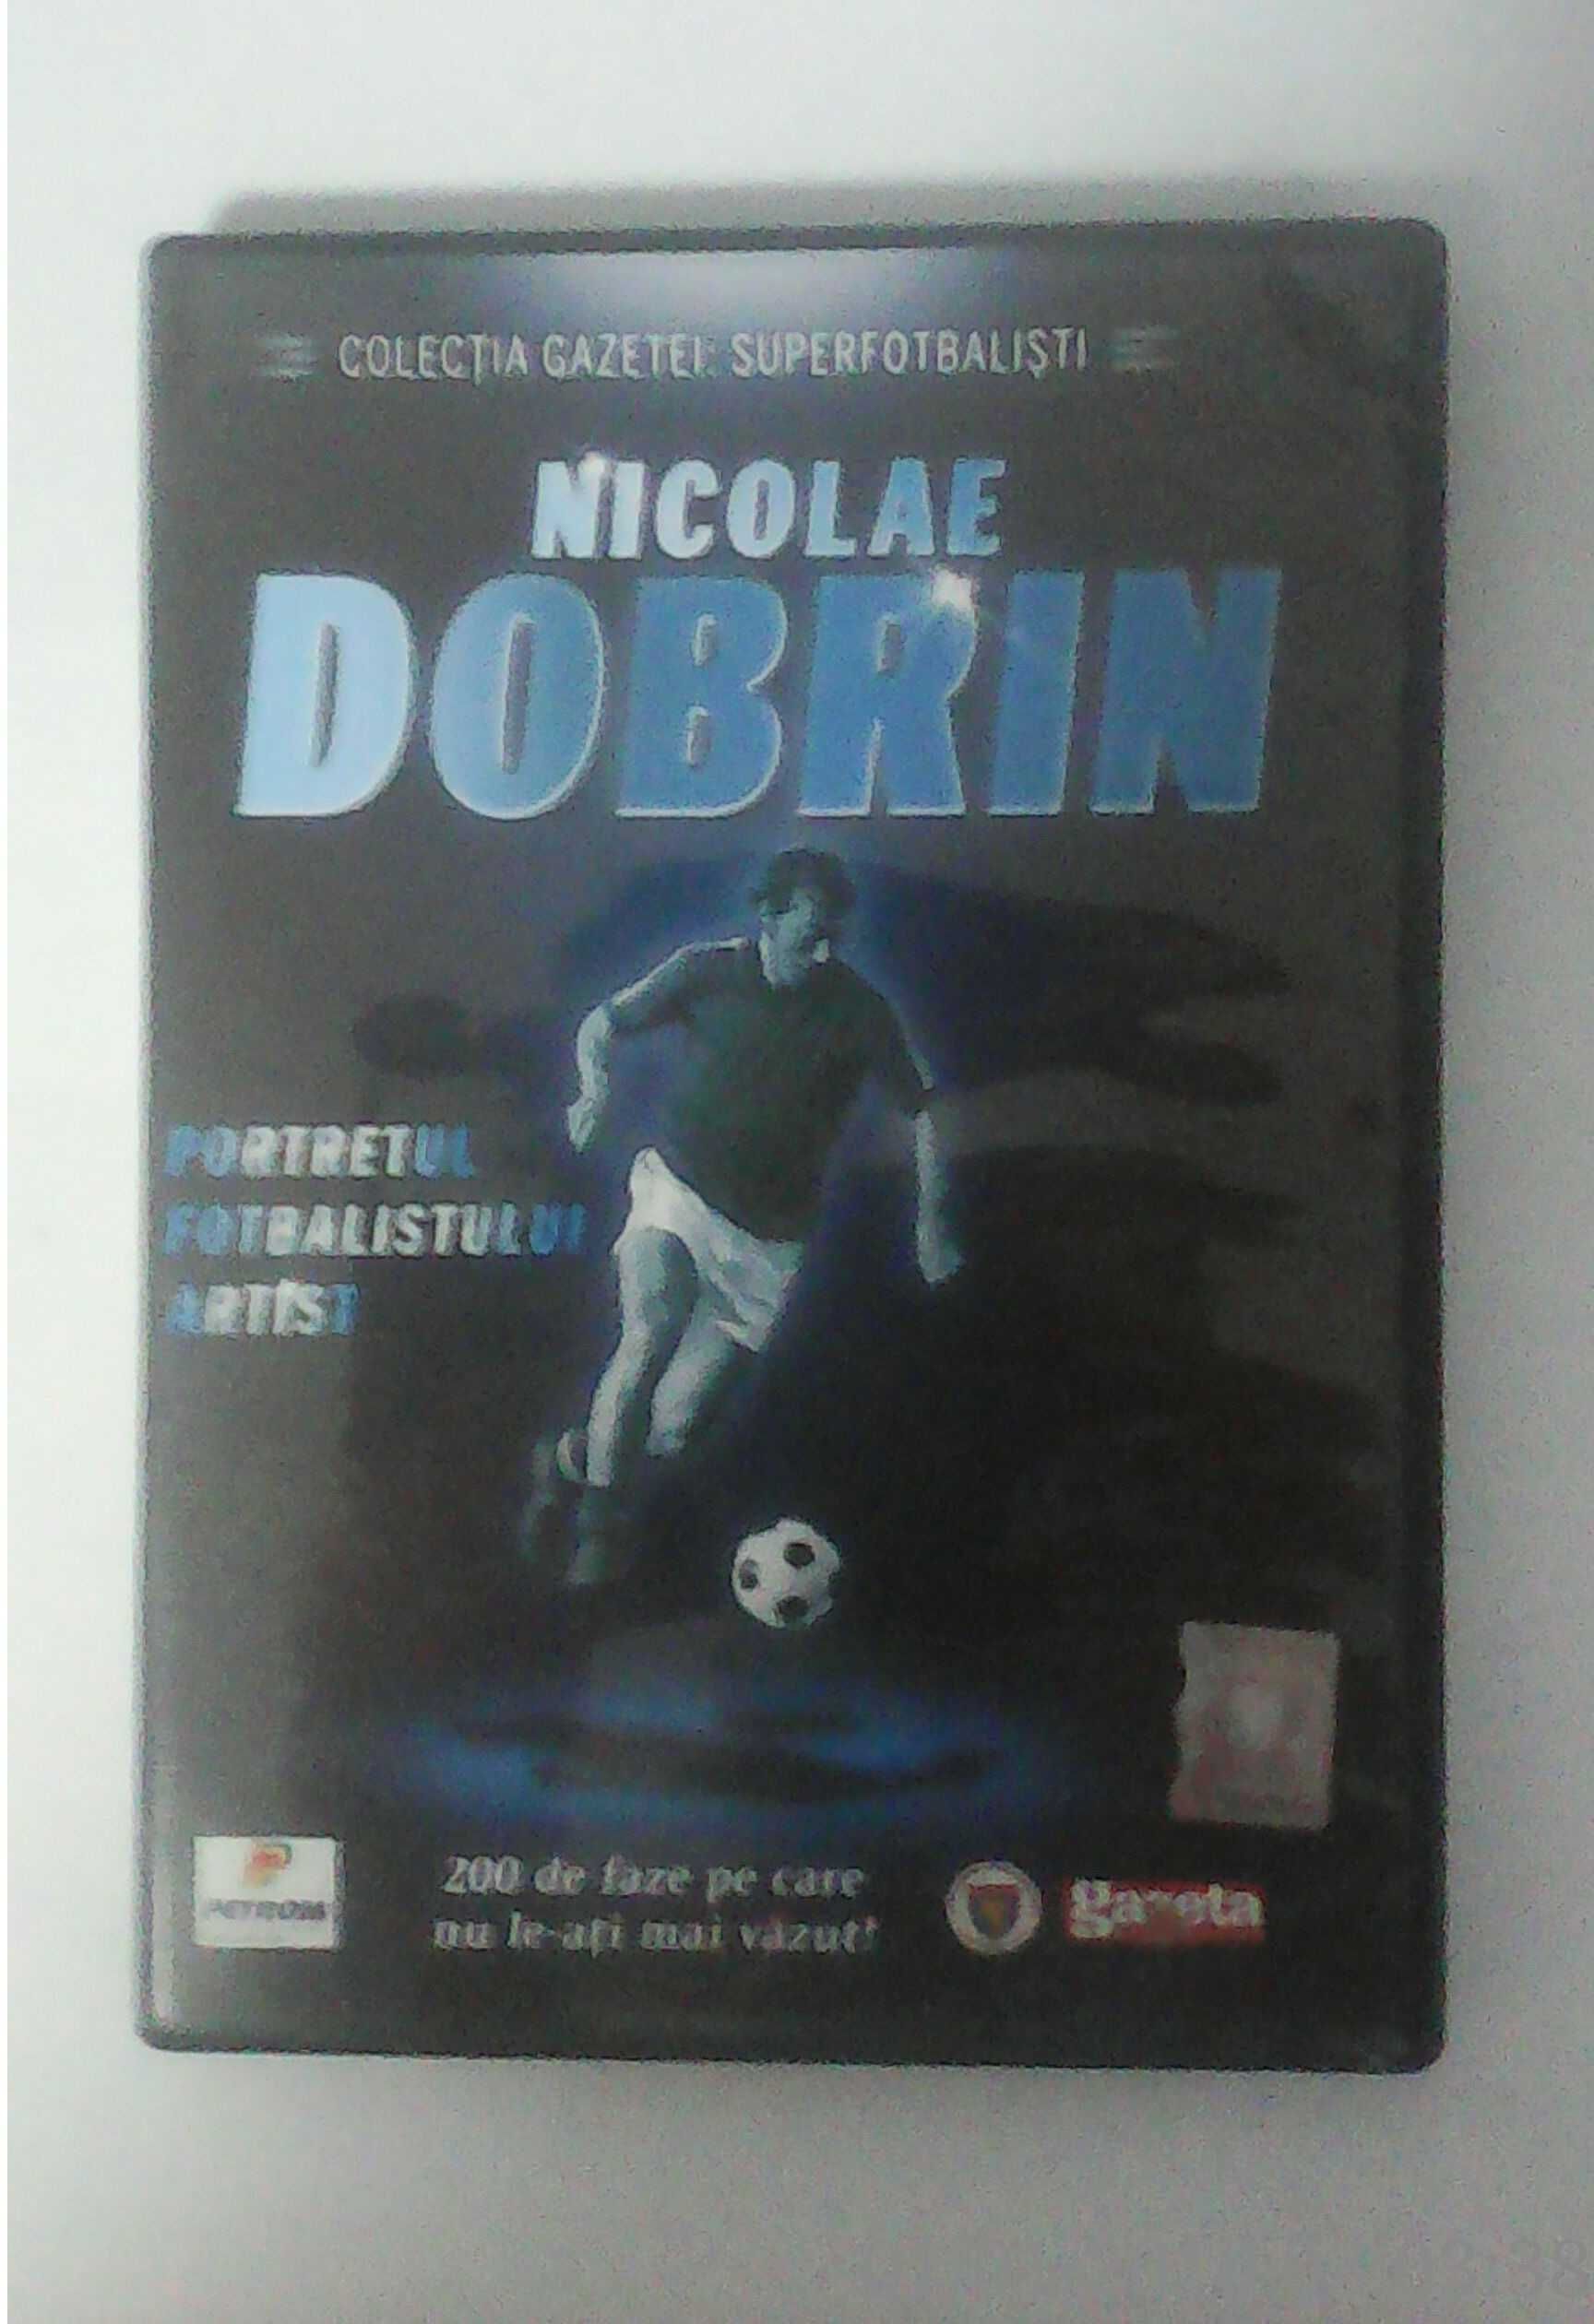 COLECȚIA GAZETEI: SUPERFOTBALIȘTI
NICOLAE
DOBRIN
PORTRETUL
FOTBALISTULUI
ARTIST
PETROM
200 de faze pe care
nu le-ați mai văzut!
gazeta